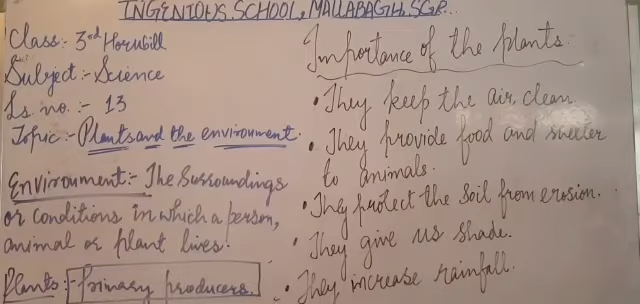 INGENIOUS SCHOOL, MALLABAGH, SGR...
Class:- 3rd Hornbill
Subject:- Science
Ls. no. :- 13
Topic:- Plants and the environment.
Environment:- The Surroundings
or conditions in which a person,
animal or plant lives.
Plants:- Primary producers.
Importance of the plants.
• They keep the air clean.
• They provide food and shelter
to animals.
• They protect the soil from erosion.
• They give us shade.
• They increase rainfall.